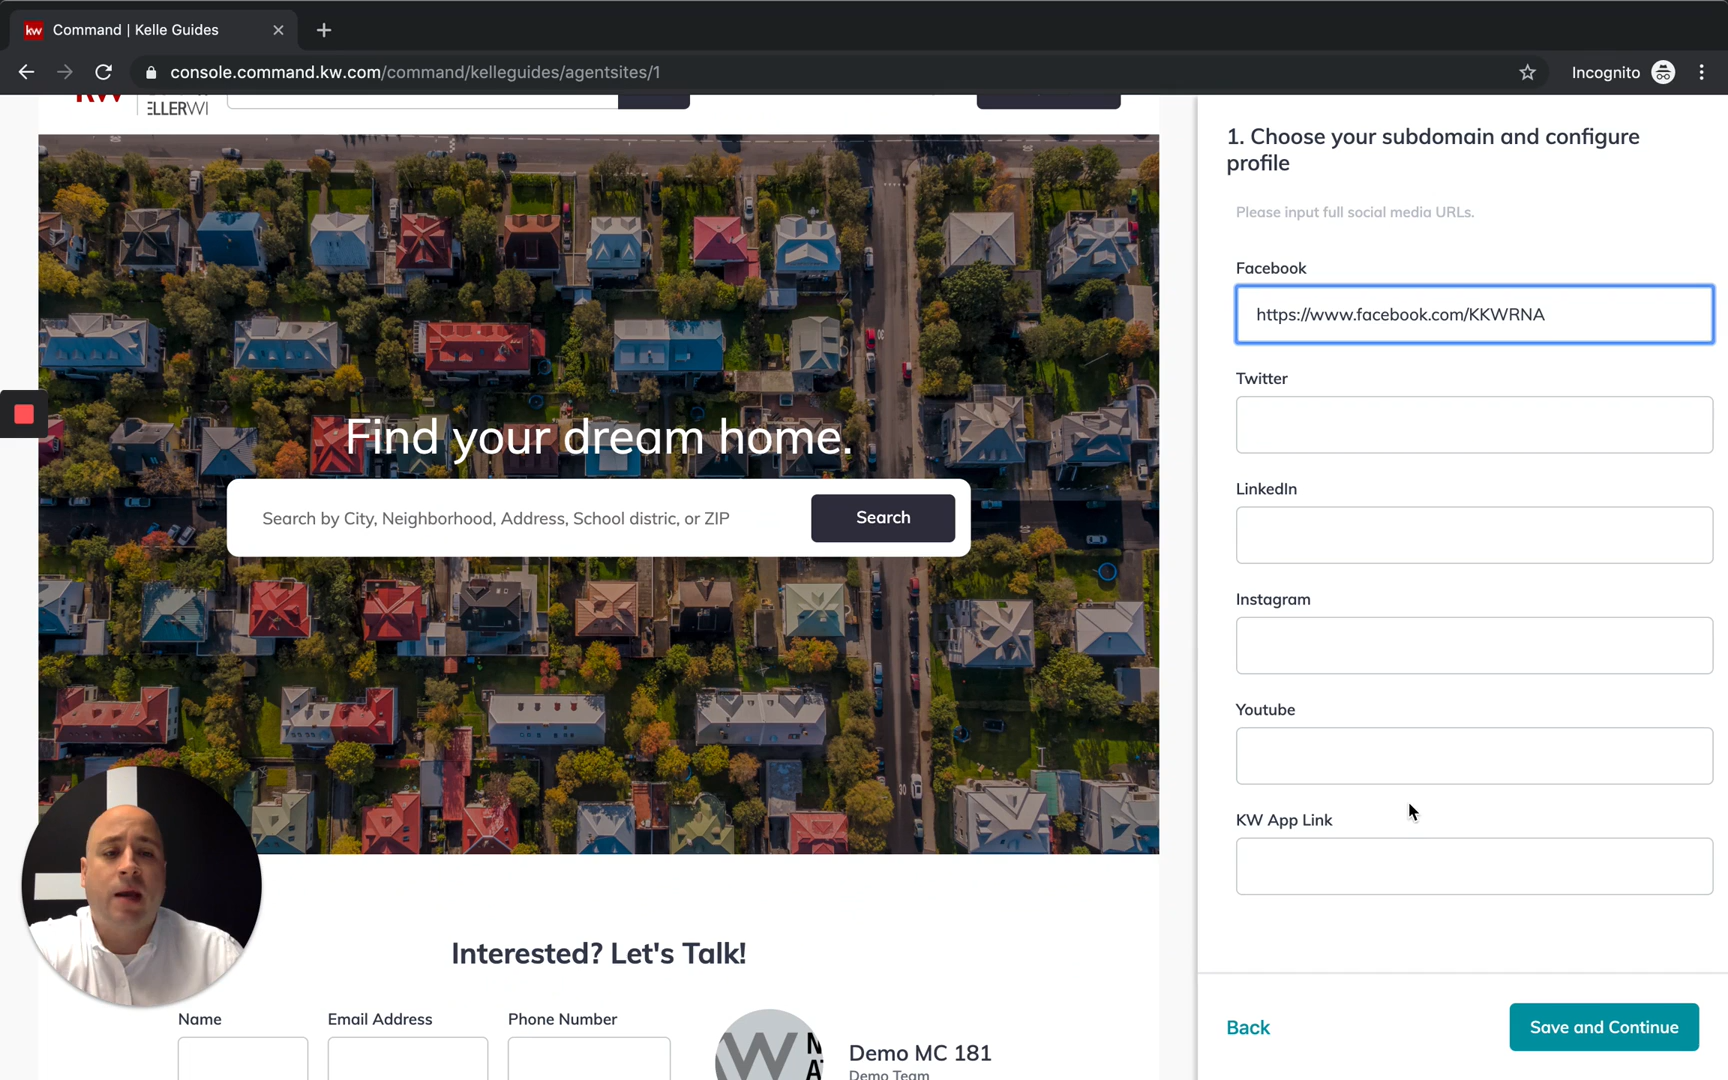 kw Command | Kelle Guides
console.command.kw.com/command/kelleguides/agentsites/1
Incognito
ELLERWI
Find your dream home.
Search by City, Neighborhood, Address, School distric, or ZIP
Search
Interested? Let's Talk!
Name
Email Address
Phone Number
Demo MC 181
Demo Team
1. Choose your subdomain and configure
profile
Please input full social media URLs.
Facebook
https://www.facebook.com/KKWRNA
Twitter
LinkedIn
Instagram
Youtube
KW App Link
Back
Save and Continue